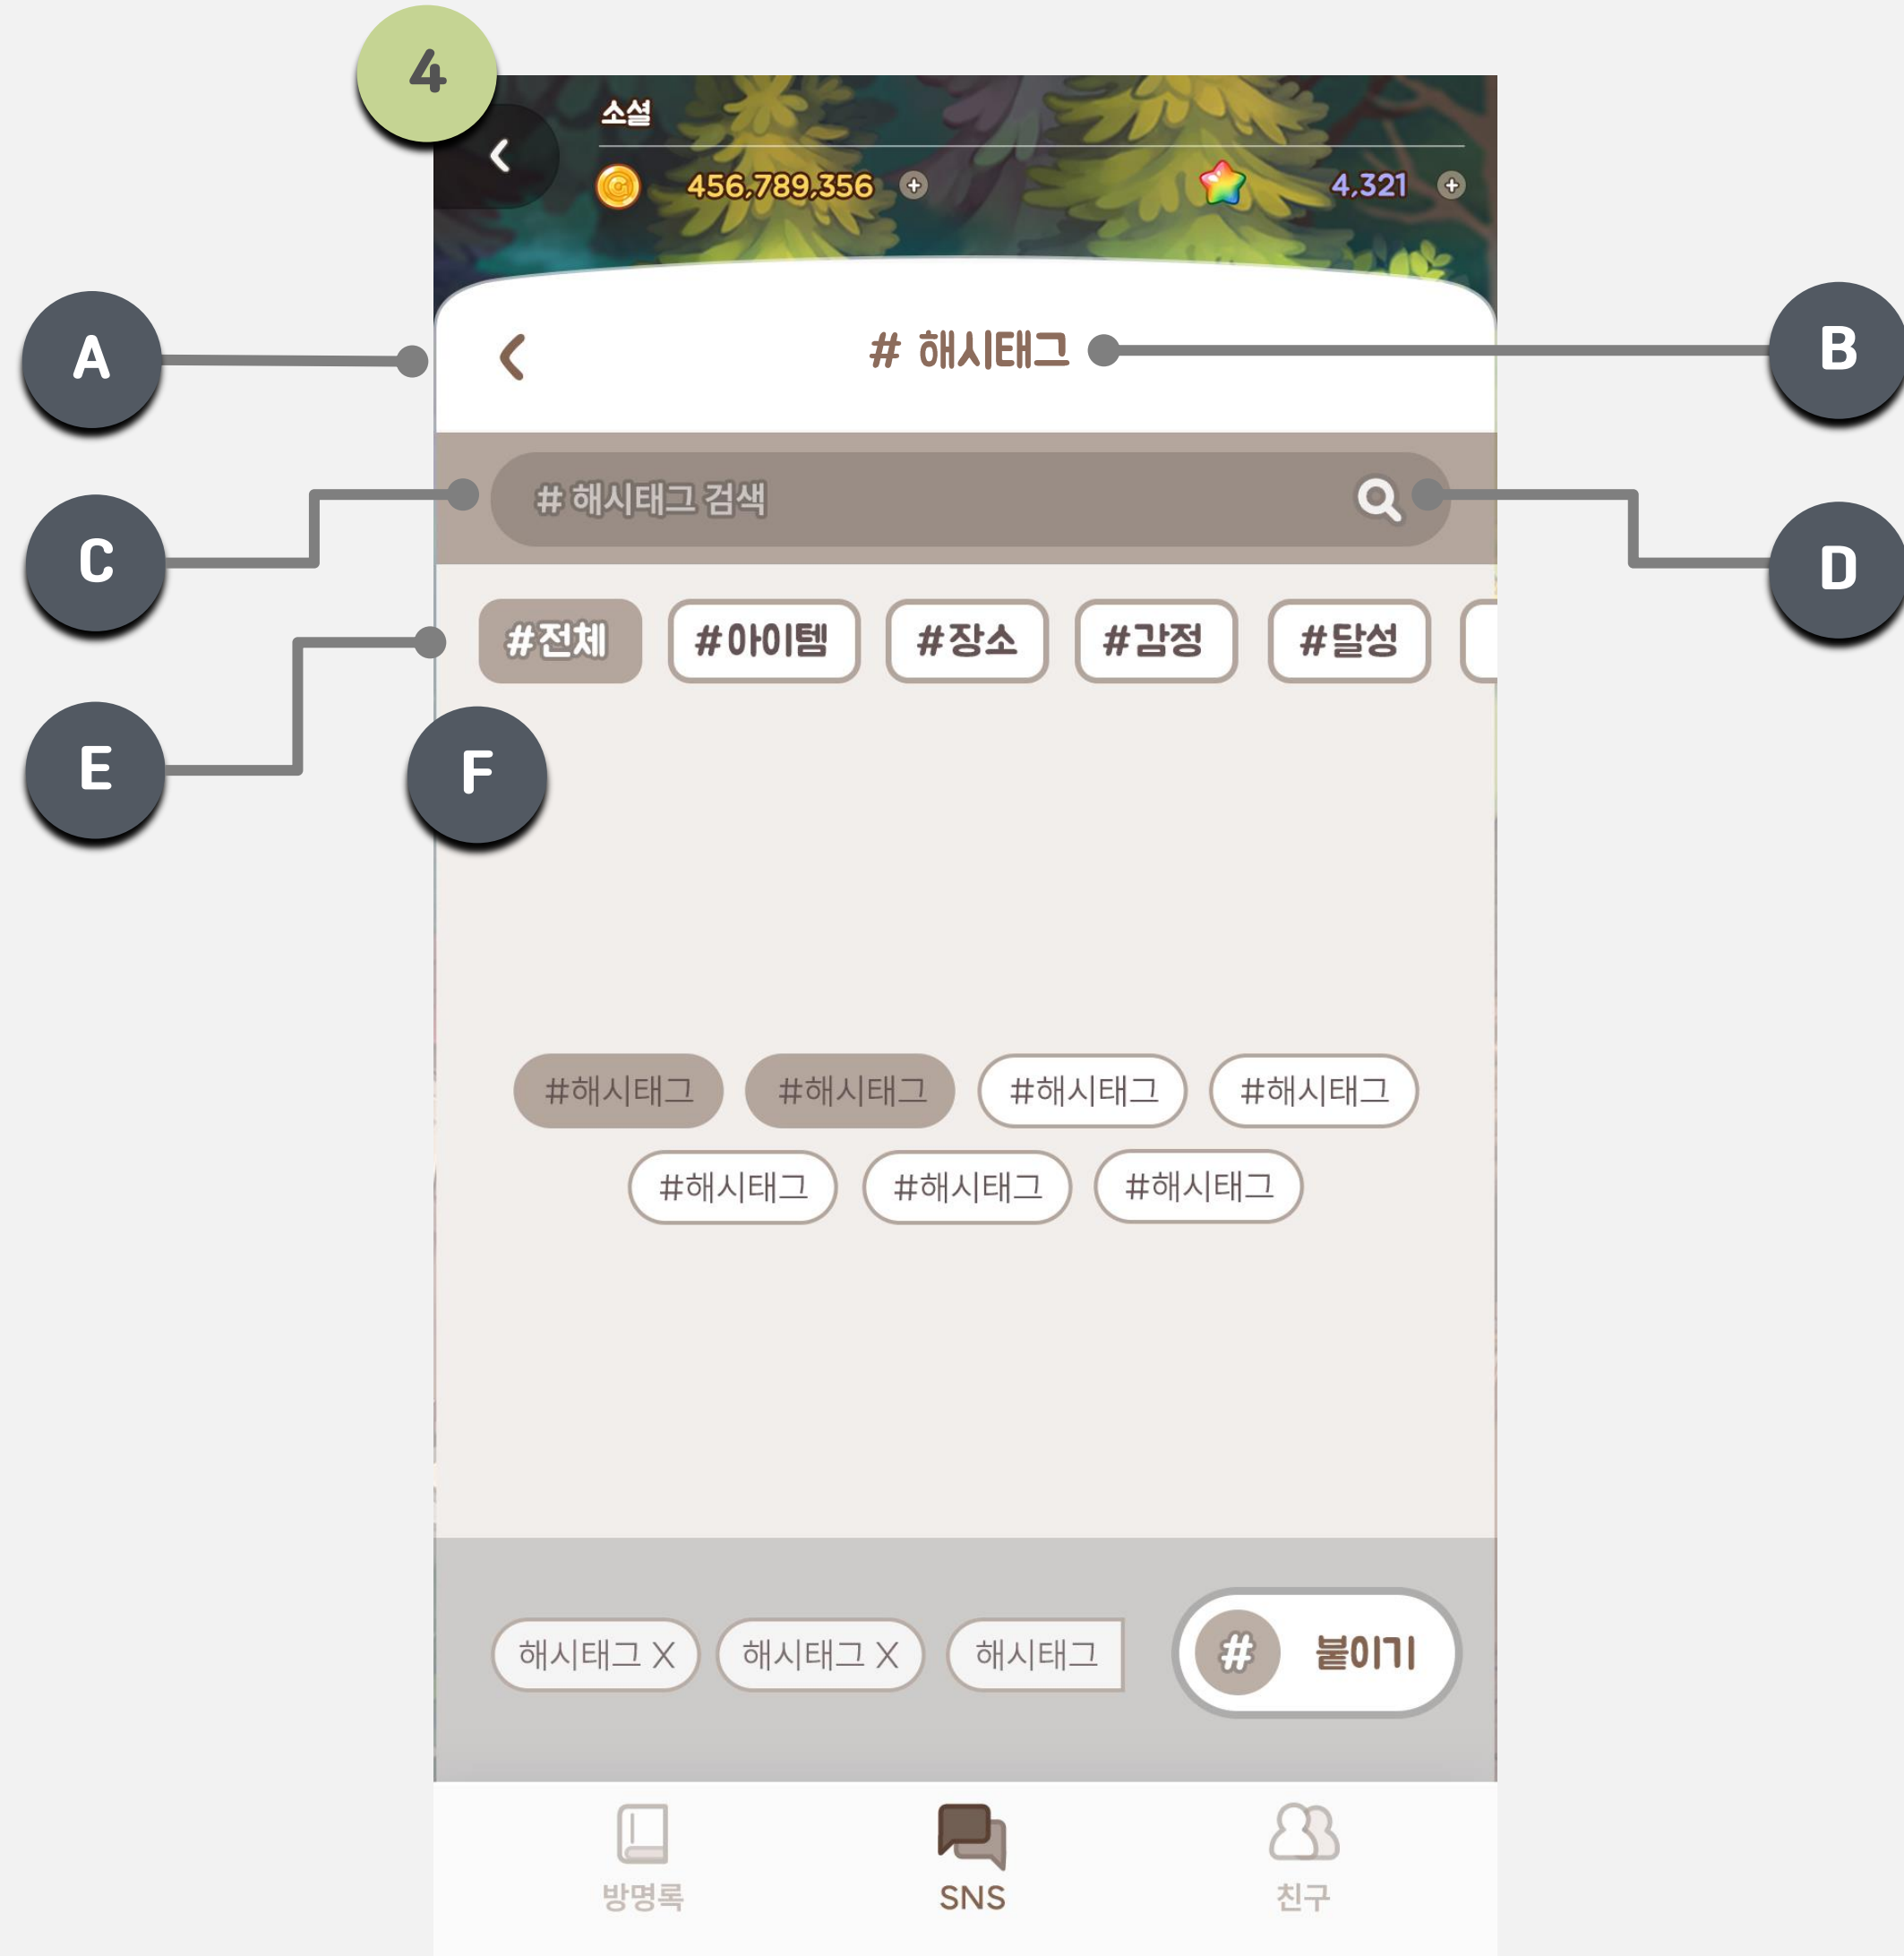 4
소셜
456,789,356 4,321
A
# 해시태그
B
# 해시태그 검색
C
D
#전체 #아이템 #장소 #감정 #달성
E
F
#해시태그 #해시태그 #해시태그 #해시태그
#해시태그 #해시태그 #해시태그
해시태그 X 해시태그 X 해시태그 # 붙이기
방명록 SNS 친구